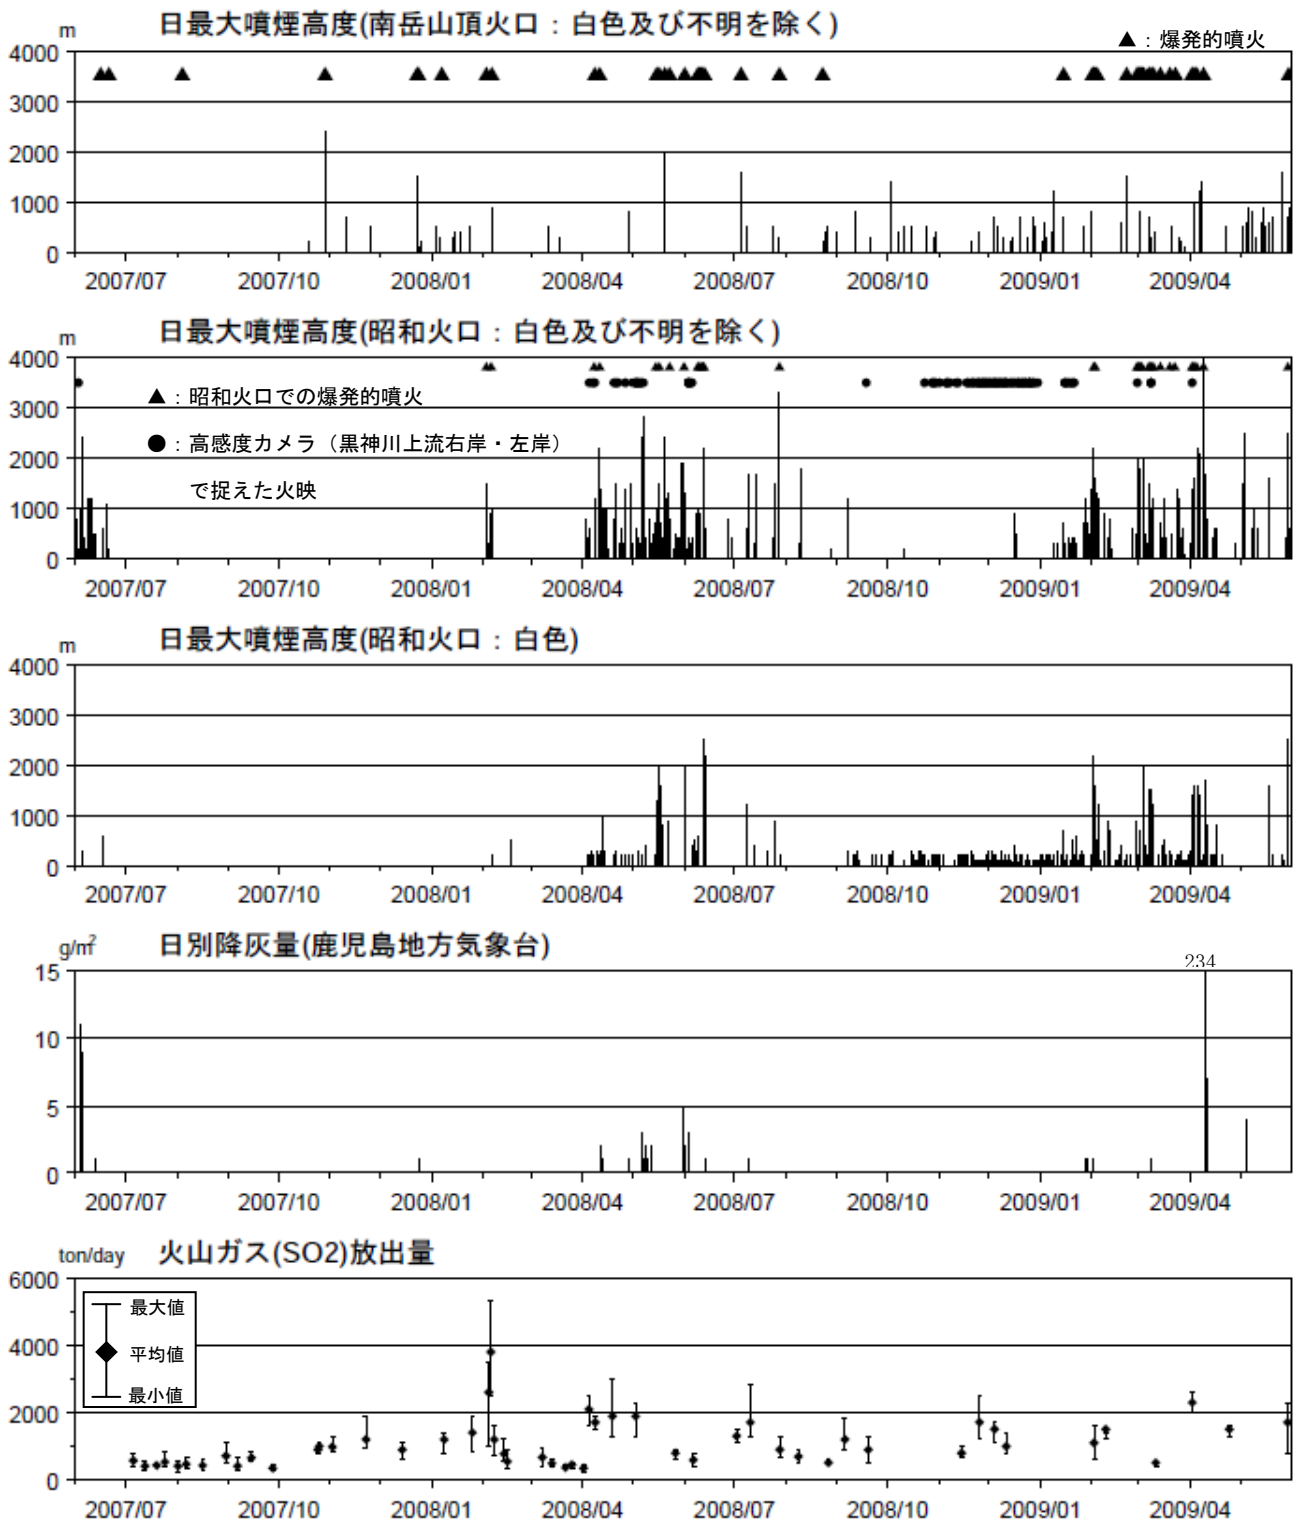 日最大噴煙高度(南岳山頂火口：白色及び不明を除く)
m
▲：爆発的噴火
4000
3000
2000
1000
0
2007/07 2007/10 2008/01 2008/04 2008/07 2008/10 2009/01 2009/04
日最大噴煙高度(昭和火口：白色及び不明を除く)
m
4000
3000
2000
1000
0
▲：昭和火口での爆発的噴火
●：高感度カメラ（黒神川上流右岸・左岸）
で捉えた火映
2007/07 2007/10 2008/01 2008/04 2008/07 2008/10 2009/01 2009/04
日最大噴煙高度(昭和火口：白色)
m
4000
3000
2000
1000
0
2007/07 2007/10 2008/01 2008/04 2008/07 2008/10 2009/01 2009/04
日別降灰量(鹿児島地方気象台)
g/m²
234
15
10
5
0
2007/07 2007/10 2008/01 2008/04 2008/07 2008/10 2009/01 2009/04
火山ガス(SO2)放出量
ton/day
6000
4000
2000
0
最大値
平均値
最小値
2007/07 2007/10 2008/01 2008/04 2008/07 2008/10 2009/01 2009/04